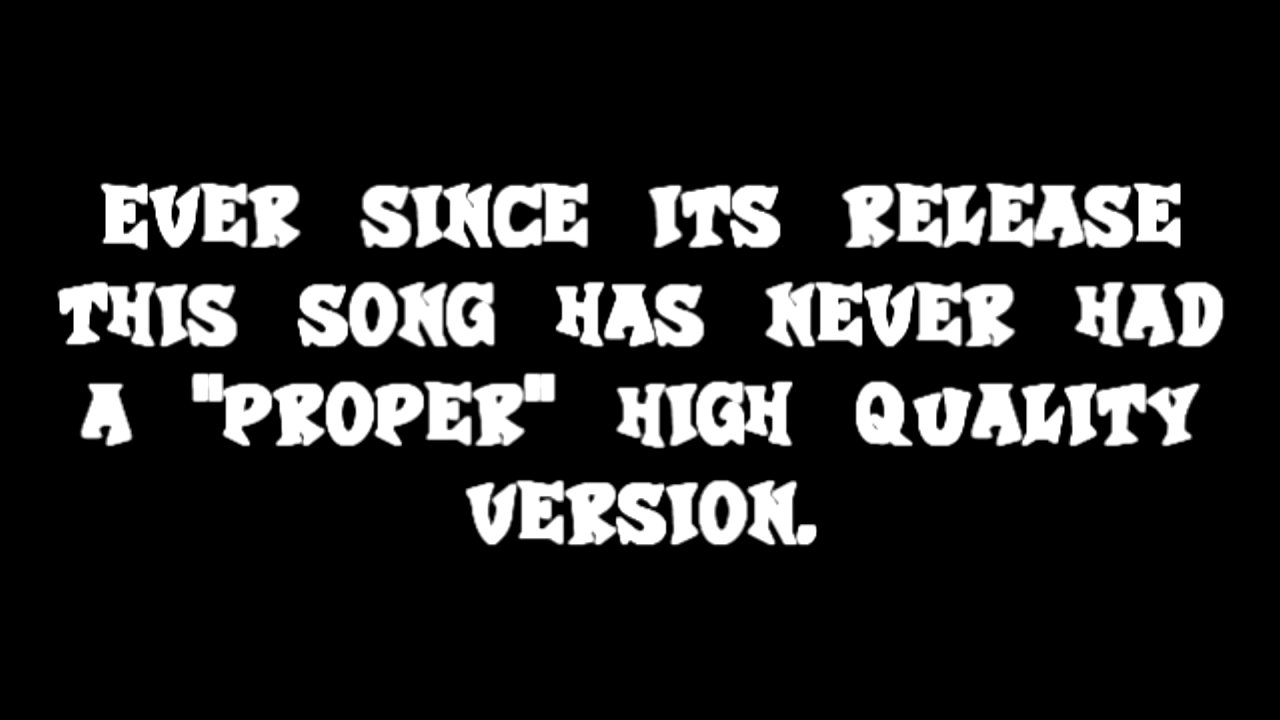 EVER SINCE ITS RELEASE
THIS SONG HAS NEVER HAD
A "PROPER" HIGH QUALITY
VERSION.